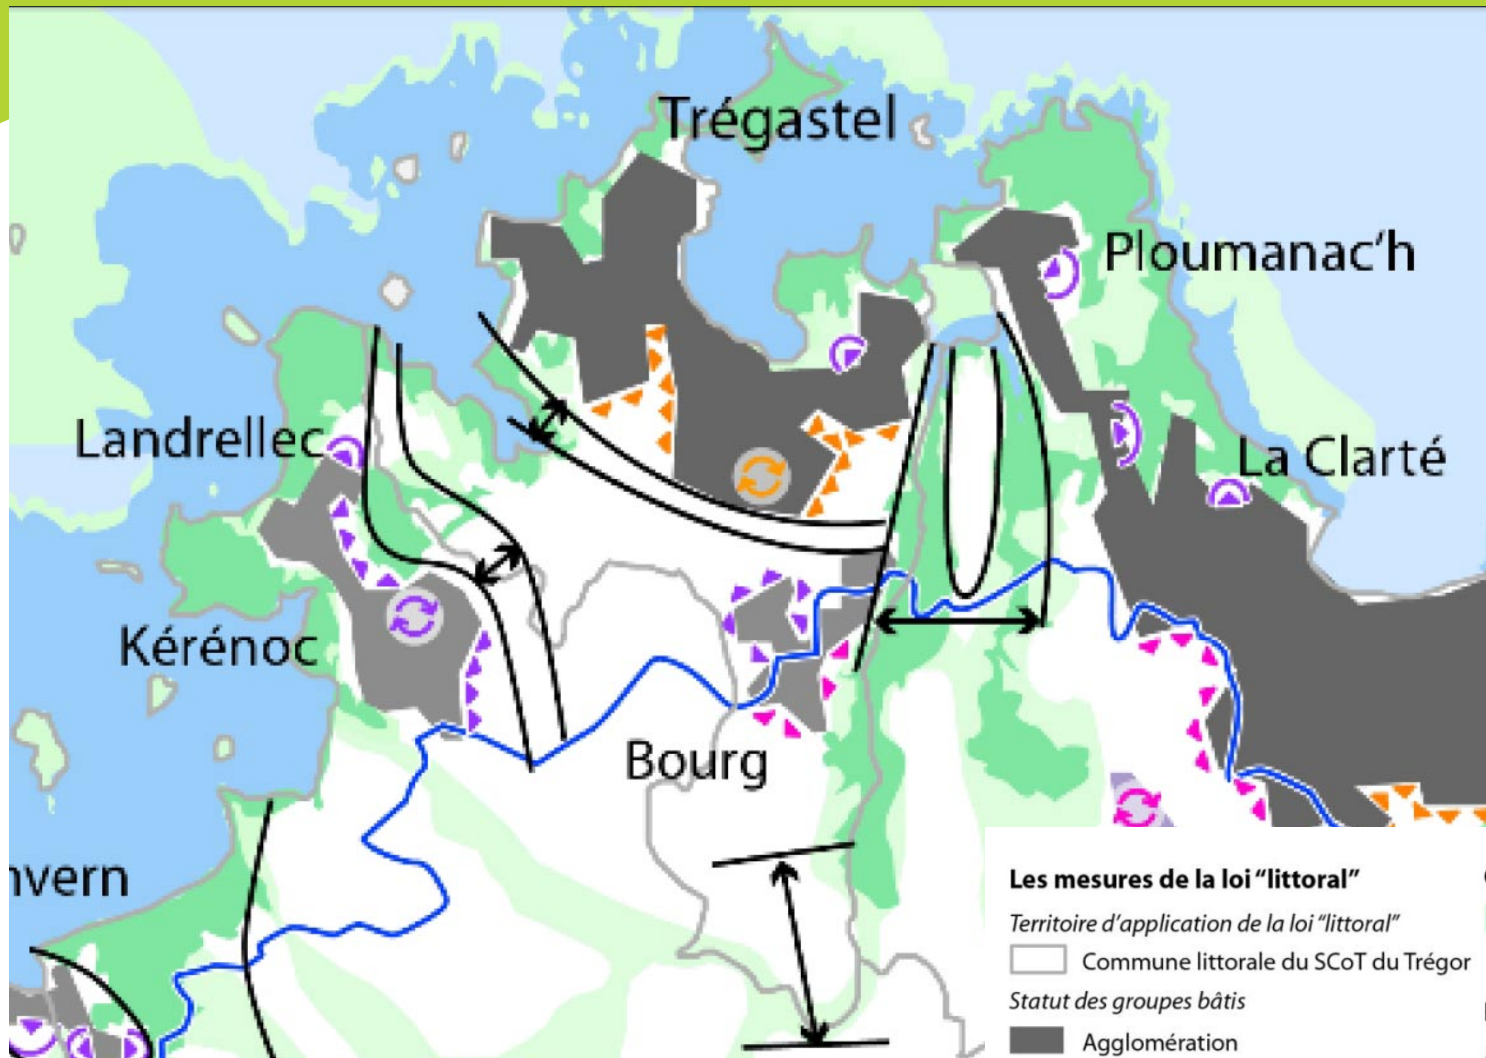 Trégastel
Ploumanac'h
Landrellec
La Clarté
Kérénoc
Bourg
nvern
Les mesures de la loi "littoral"
Territoire d'application de la loi "littoral"
Commune littorale du SCoT du Trégor
Statut des groupes bâtis
Agglomération